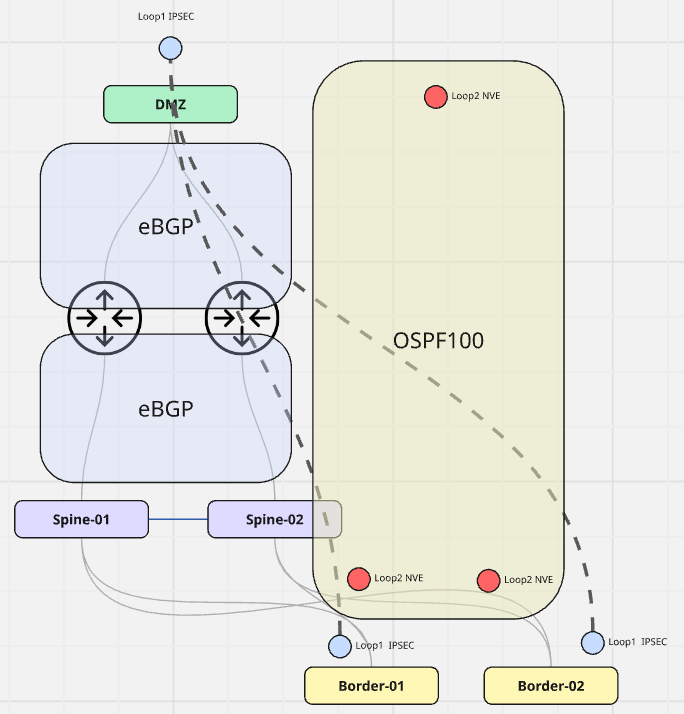 Loop1 IPSEC
DMZ
Loop2 NVE
eBGP
OSPF100
eBGP
Spine-01
Spine-02
Loop2 NVE
Loop2 NVE
Loop1 IPSEC
Loop1 IPSEC
Border-01
Border-02